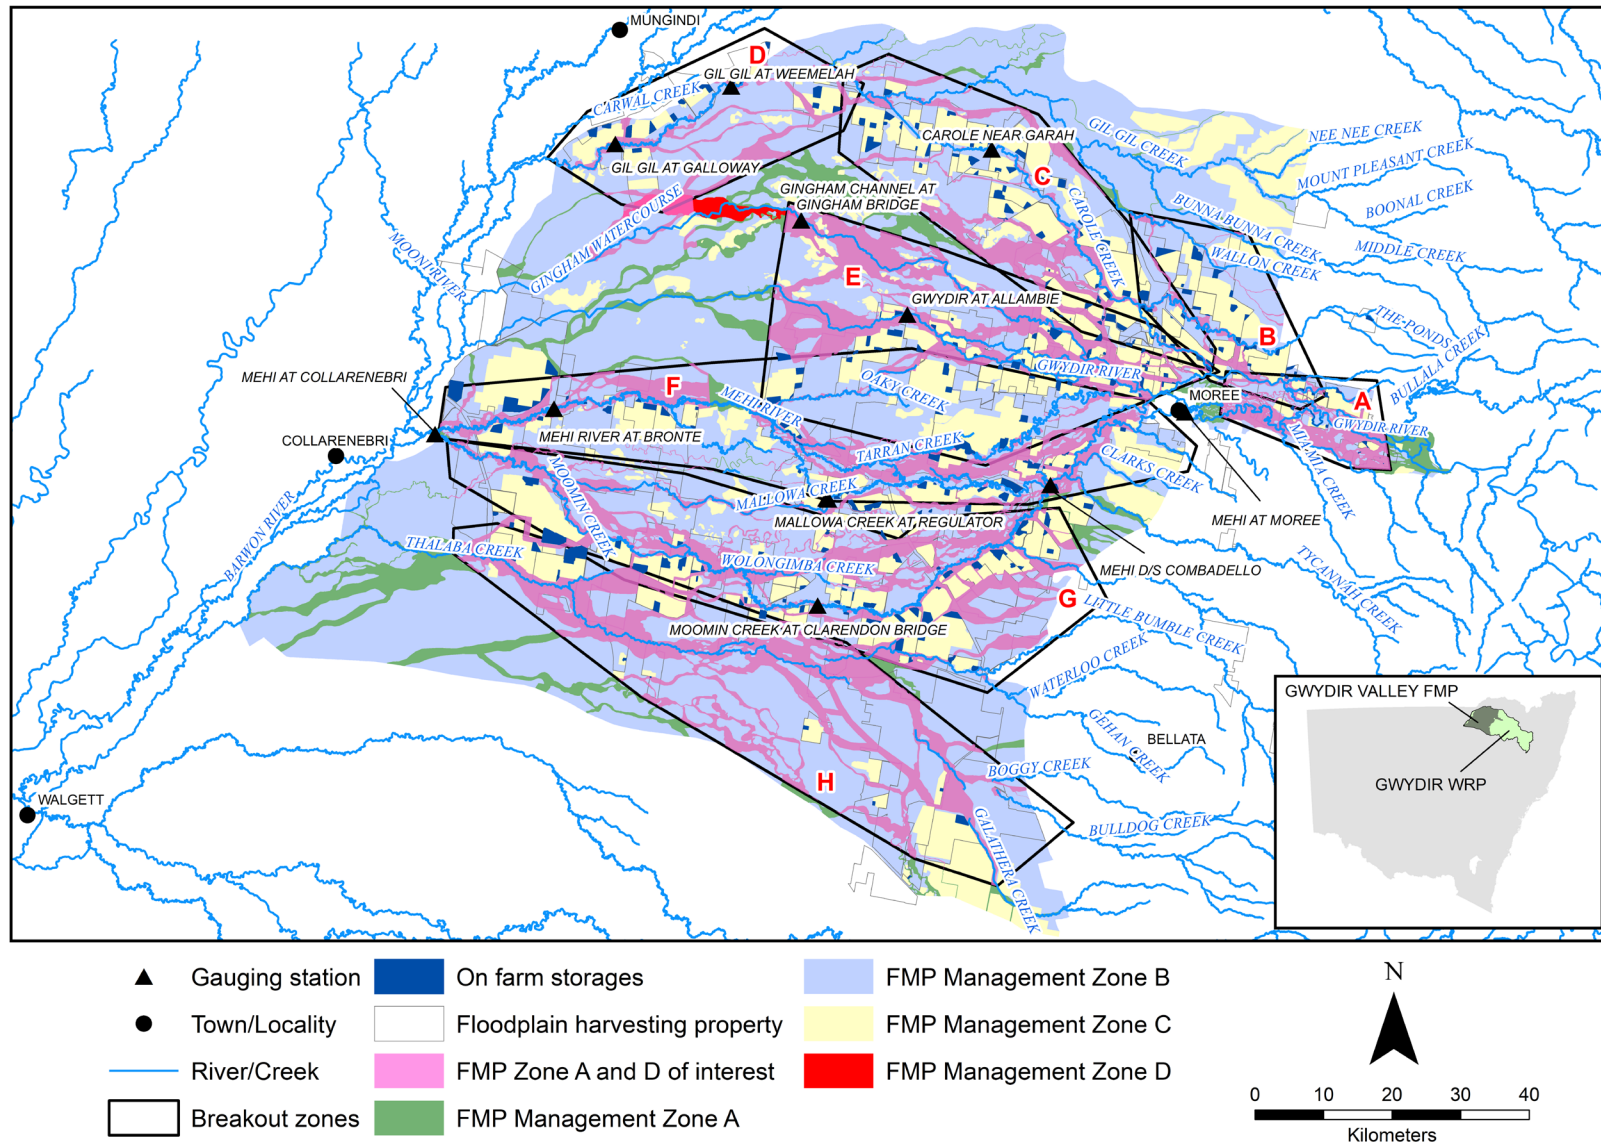 MUNGINDI
D
GIL GIL AT WEEMELAH
CARWAL CREEK
CAROLE NEAR GARAH
GIL GIL CREEK
NEE NEE CREEK
MOUNT PLEASANT CREEK
GIL GIL AT GALLOWAY
C
GINGHAM CHANNEL AT
GINGHAM BRIDGE
BOONAL CREEK
CAROLE CREEK
BUNNA BUNNA CREEK
MIDDLE CREEK
WALLON CREEK
MOONI RIVER
GINGHAM WATERCOURSE
E
GWYDIR AT ALLAMBIE
THE PONDS
B
BULLALA CREEK
MEHI AT COLLARENEBRI
F
GWYDIR RIVER
OAKY CREEK
MEHI RIVER
MOREE
A
GWYDIR RIVER
COLLARENEBRI
MEHI RIVER AT BRONTE
TARRAN CREEK
CLARKS CREEK
MIA MIA CREEK
MOOMIN CREEK
MALLOWA CREEK
MALLOWA CREEK AT REGULATOR
MEHI AT MOREE
BARWON RIVER
THALABA CREEK
WOLONGIMBA CREEK
MEHI D/S COMBADELLO
TYCANNAH CREEK
G
LITTLE BUMBLE CREEK
MOOMIN CREEK AT CLARENDON BRIDGE
WATERLOO CREEK
GEHAN CREEK
BELLATA
H
BOGGY CREEK
BULLDOG CREEK
GALATHERA CREEK
WALGETT
GWYDIR VALLEY FMP
GWYDIR WRP
Gauging station
Town/Locality
River/Creek
Breakout zones
On farm storages
Floodplain harvesting property
FMP Zone A and D of interest
FMP Management Zone A
FMP Management Zone B
FMP Management Zone C
FMP Management Zone D
N
0 10 20 30 40
Kilometers